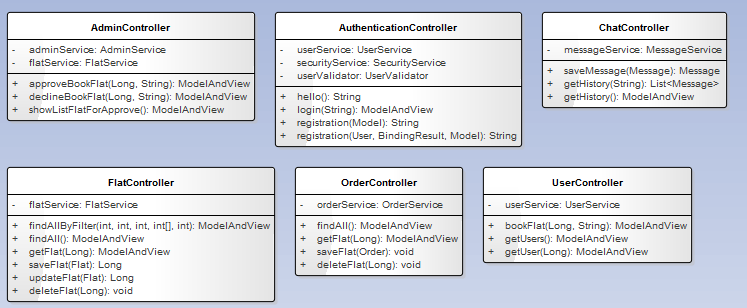 AdminController
- adminService: AdminService
- flatService: FlatService
+ approveBookFlat(Long, String): ModelAndView
+ declineBookFlat(Long, String): ModelAndView
+ showListFlatForApprove(): ModelAndView
AuthenticationController
- userService: UserService
- securityService: SecurityService
- userValidator: UserValidator
+ hello(): String
+ login(String): ModelAndView
+ registration(Model): String
+ registration(User, BindingResult, Model): String
ChatController
- messageService: MessageService
+ saveMessage(Message): Message
+ getHistory(String): List<Message>
+ getHistory(): ModelAndView
FlatController
- flatService: FlatService
+ findAllByFilter(int, int, int, int[], int): ModelAndView
+ findAll(): ModelAndView
+ getFlat(Long): ModelAndView
+ saveFlat(Flat): Long
+ updateFlat(Flat): Long
+ deleteFlat(Long): void
OrderController
- orderService: OrderService
+ findAll(): ModelAndView
+ getFlat(Long): ModelAndView
+ saveFlat(Order): void
+ deleteFlat(Long): void
UserController
- userService: UserService
+ bookFlat(Long, String): ModelAndView
+ getUsers(): ModelAndView
+ getUser(Long): ModelAndView